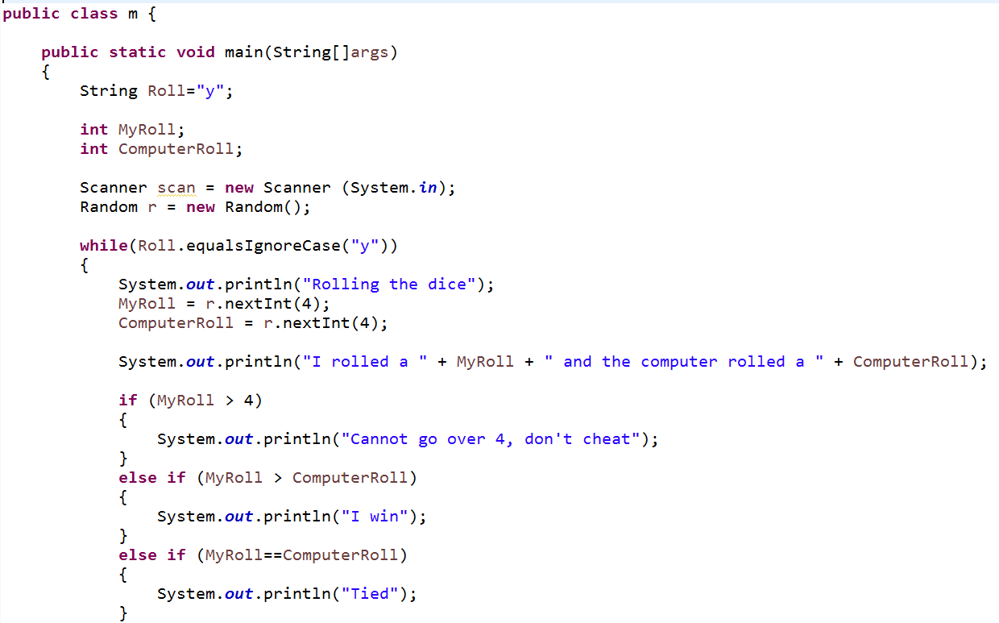 public class m {
public static void main(String[]args)
{
String Roll="y";
int MyRoll;
int ComputerRoll;
Scanner scan = new Scanner (System.in);
Random r = new Random();
while(Roll.equalsIgnoreCase("y"))
{
System.out.println("Rolling the dice");
MyRoll = r.nextInt(4);
ComputerRoll = r.nextInt(4);
System.out.println("I rolled a " + MyRoll + " and the computer rolled a " + ComputerRoll);
if (MyRoll > 4)
{
System.out.println("Cannot go over 4, don't cheat");
}
else if (MyRoll > ComputerRoll)
{
System.out.println("I win");
}
else if (MyRoll==ComputerRoll)
{
System.out.println("Tied");
}